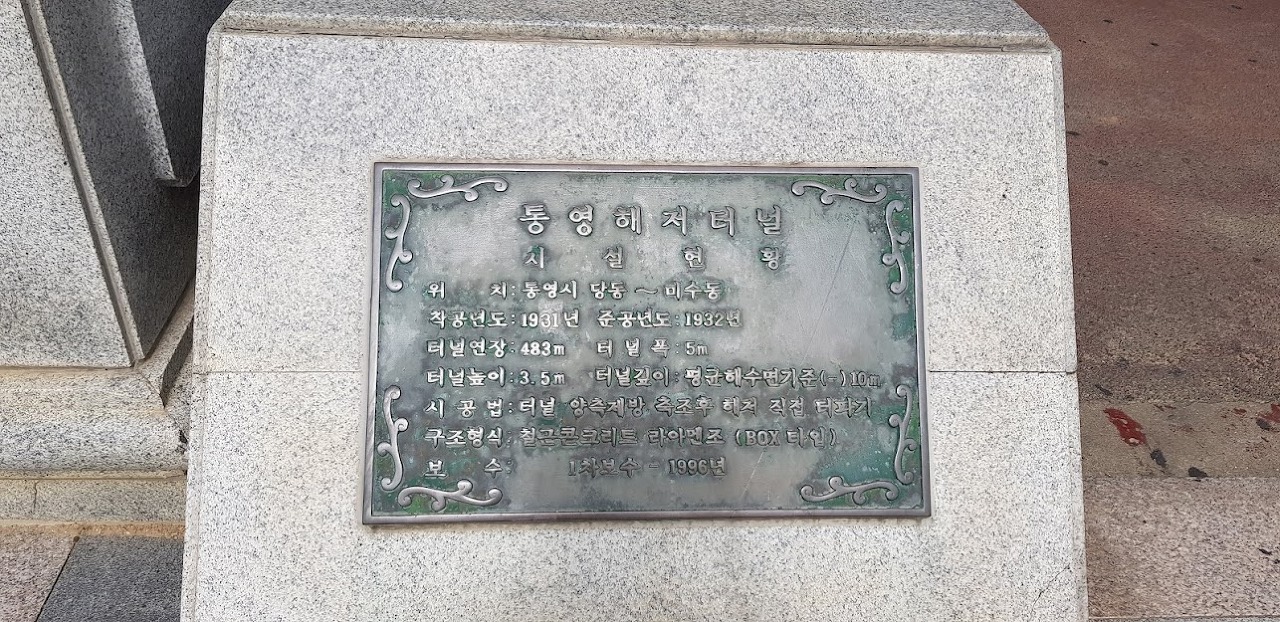 통영해저터널
시설현황
위 치: 통영시 당동 ~ 미수동
착공년도: 1931년 준공년도: 1932년
터널연장: 483m 터널폭: 5m
터널높이: 3.5m 터널깊이: 평균해수면기준(-)10m
시공법: 터널 양측제방 축조후 히거 직접 터파기
구조형식: 철근콘크리트 라아멘조 (BOX 타입)
보 수: 1차보수 - 1996년